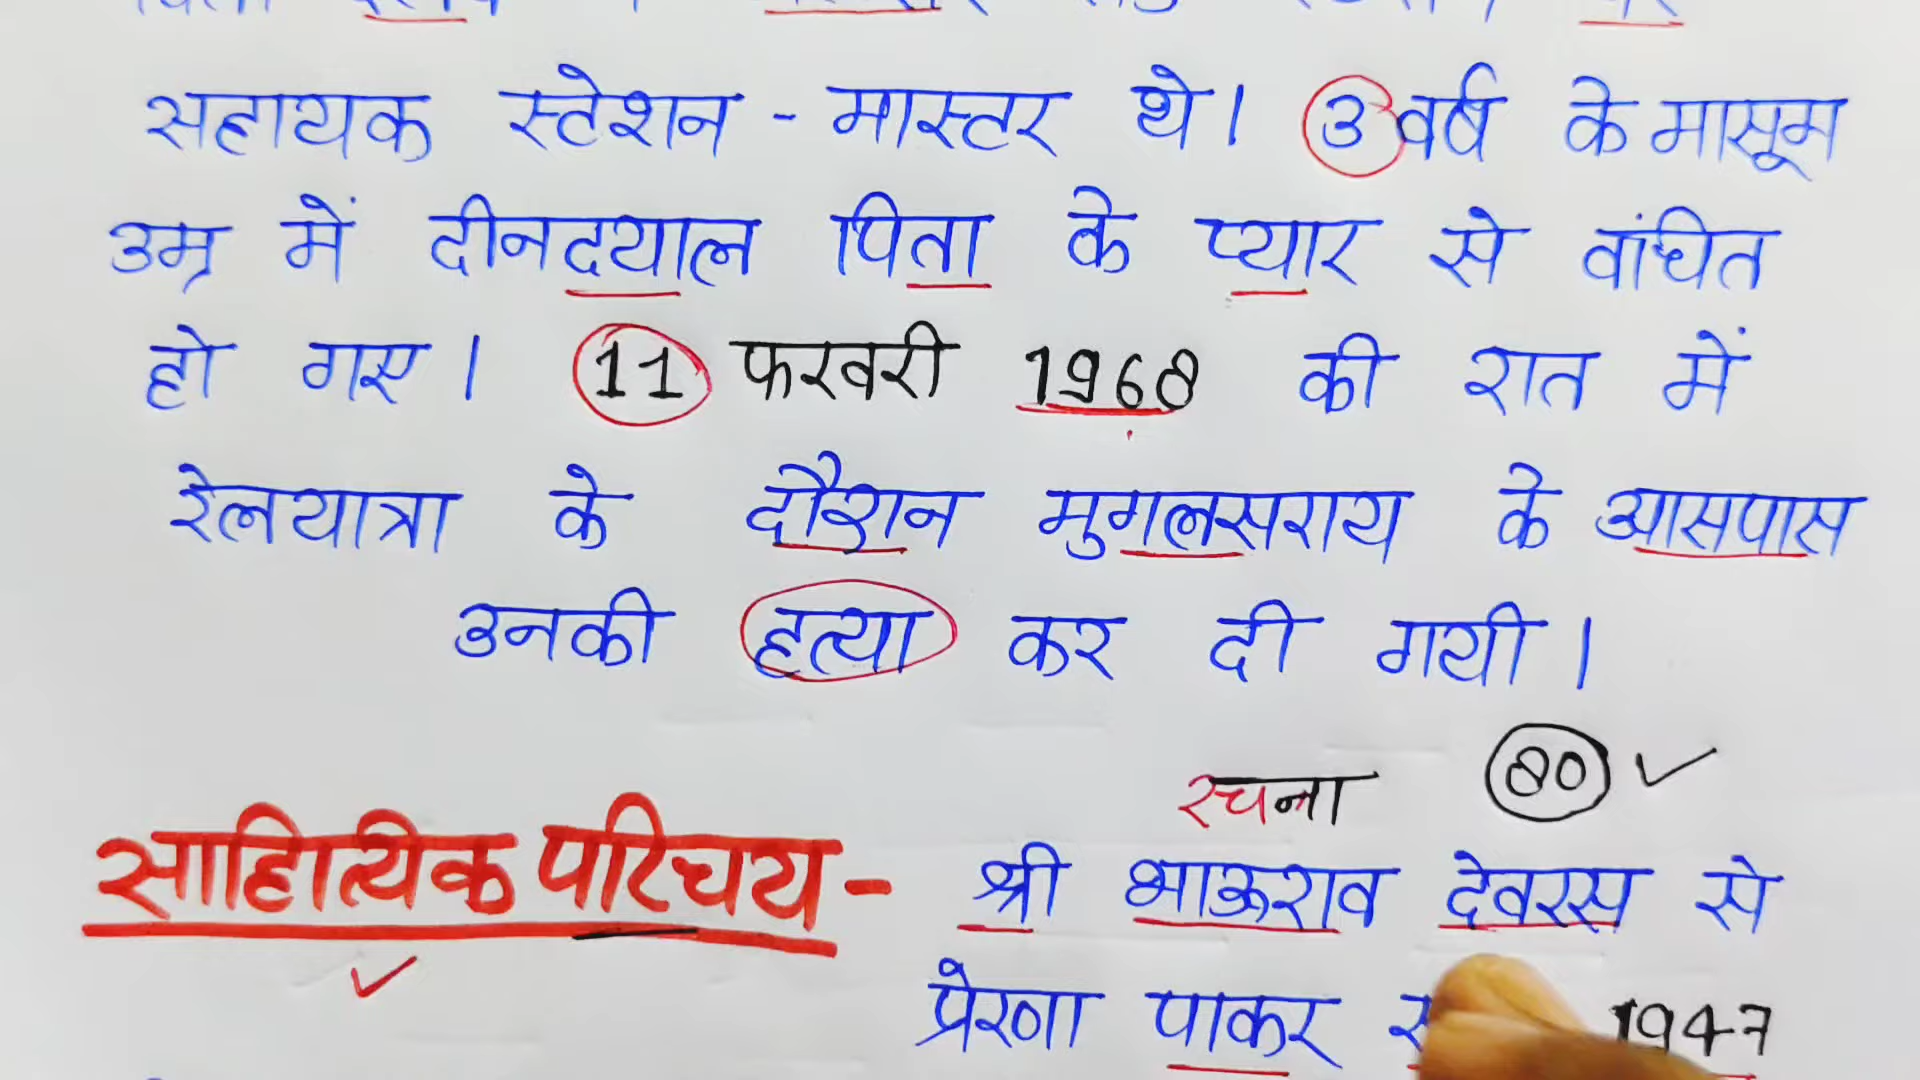 सहायक स्टेशन - मास्टर थे। 3 वर्ष के मासूम
उम्र में दीनदयाल पिता के प्यार से वंचित
हो गए। 11 फरवरी 1968 की रात में
रेलयात्रा के दौरान मुगलसराय के आसपास
उनकी हत्या कर दी गयी।
रचना 80
साहित्यिक परिचय - श्री भाऊराव देवरस से
प्रेरणा पाकर 1947